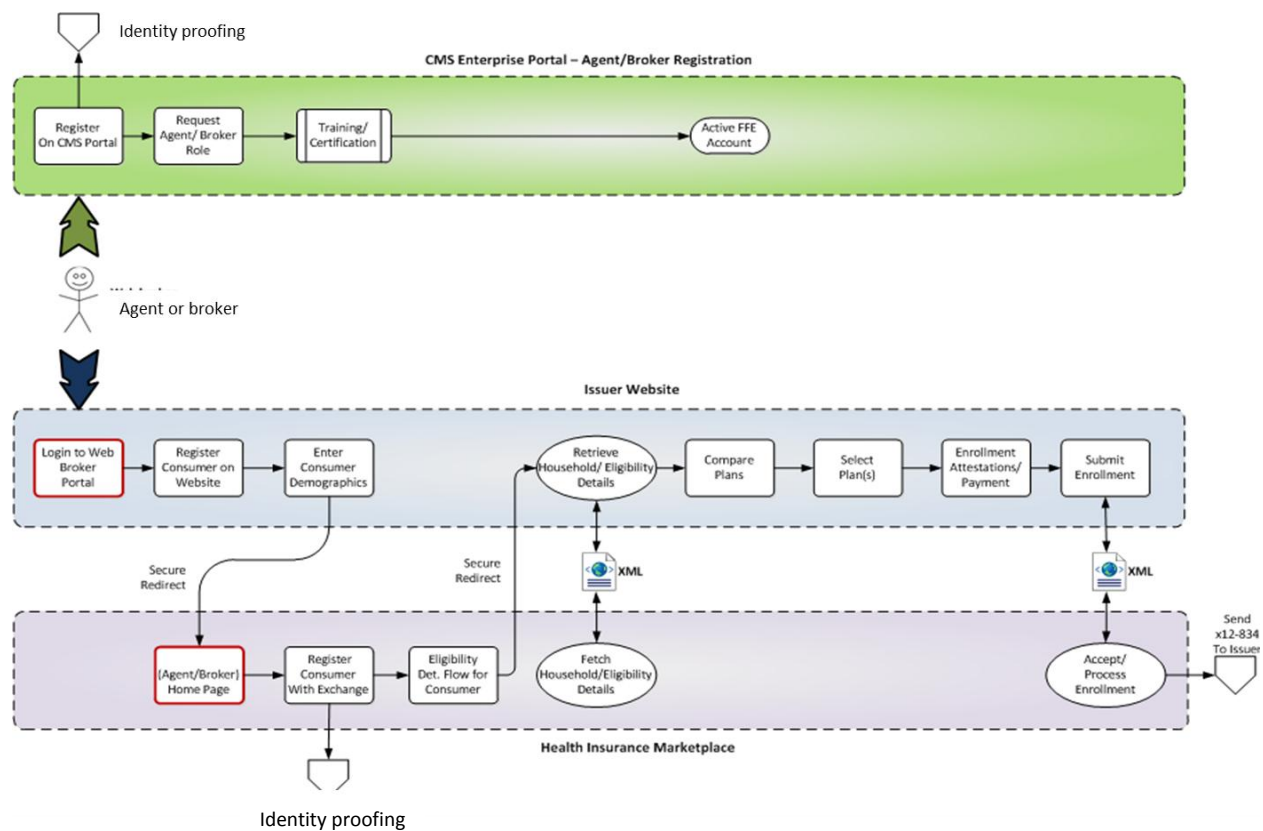 Identity proofing
CMS Enterprise Portal – Agent/Broker Registration
Register
On CMS Portal
Request
Agent/ Broker
Role
Training/
Certification
Active FFE
Account
Agent or broker
Issuer Website
Login to Web
Broker
Portal
Register
Consumer on
Website
Enter
Consumer
Demographics
Retrieve
Household/ Eligibility
Details
Compare
Plans
Select
Plan(s)
Enrollment
Attestations/
Payment
Submit
Enrollment
Secure
Redirect
Secure
Redirect
XML
XML
(Agent/Broker)
Home Page
Register
Consumer
With Exchange
Eligibility
Det. Flow for
Consumer
Fetch
Household/Eligibility
Details
Accept/
Process
Enrollment
Send
x12-834
To Issuer
Health Insurance Marketplace
Identity proofing